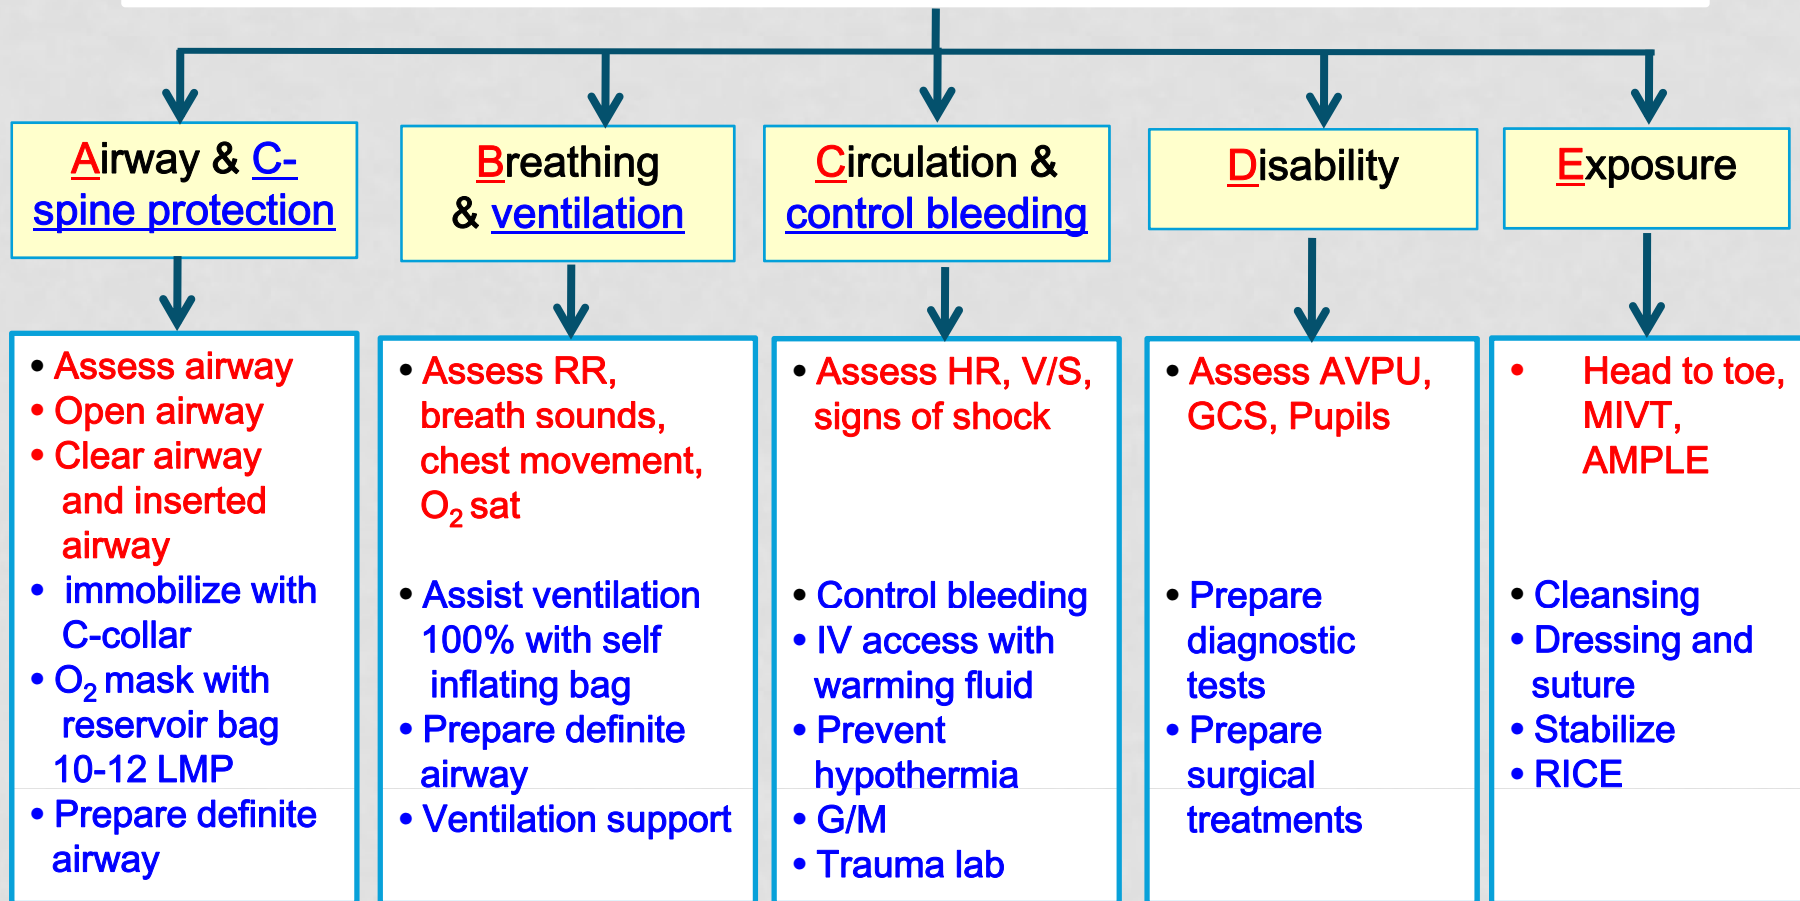 Airway & C-
spine protection
Breathing
& ventilation
Circulation &
control bleeding
Disability
Exposure
• Assess airway
• Open airway
• Clear airway
and inserted
airway
• immobilize with
C-collar
• O₂ mask with
reservoir bag
10-12 LMP
• Prepare definite
airway
• Assess RR,
breath sounds,
chest movement,
O₂ sat
• Assist ventilation
100% with self
inflating bag
• Prepare definite
airway
• Ventilation support
• Assess HR, V/S,
signs of shock
• Control bleeding
• IV access with
warming fluid
• Prevent
hypothermia
• G/M
• Trauma lab
• Assess AVPU,
GCS, Pupils
• Prepare
diagnostic
tests
• Prepare
surgical
treatments
• Head to toe,
MIVT,
AMPLE
• Cleansing
• Dressing and
suture
• Stabilize
• RICE